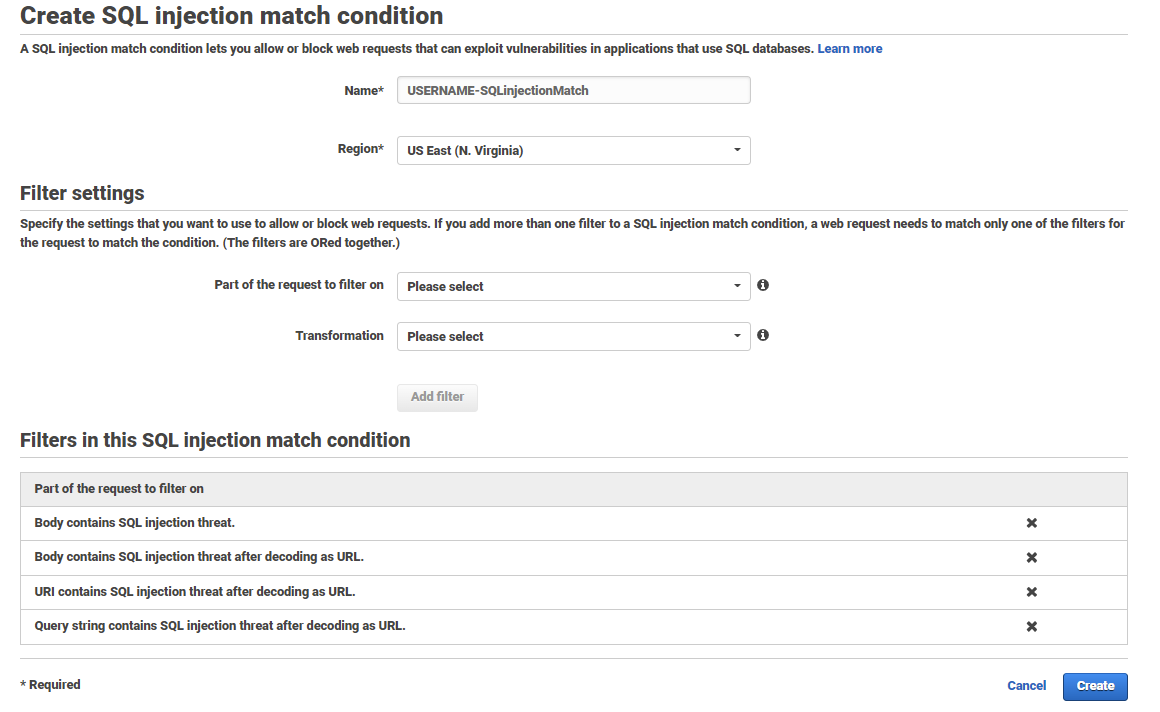 Create SQL injection match condition
A SQL injection match condition lets you allow or block web requests that can exploit vulnerabilities in applications that use SQL databases. Learn more
Name*
USERNAME-SQLinjectionMatch
Region*
US East (N. Virginia)
Filter settings
Specify the settings that you want to use to allow or block web requests. If you add more than one filter to a SQL injection match condition, a web request needs to match only one of the filters for
the request to match the condition. (The filters are ORed together.)
Part of the request to filter on
Please select
Transformation
Please select
Add filter
Filters in this SQL injection match condition
Part of the request to filter on
Body contains SQL injection threat.
Body contains SQL injection threat after decoding as URL.
URI contains SQL injection threat after decoding as URL.
Query string contains SQL injection threat after decoding as URL.
* Required
Cancel
Create